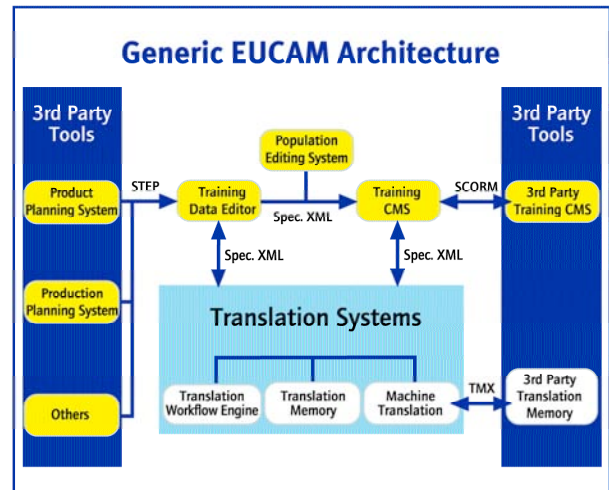 Generic EUCAM Architecture
3rd Party
Tools
Product
Planning System
Production
Planning System
Others
STEP
Population
Editing System
Training
Data Editor
Spec. XML
Training
CMS
SCORM
Spec. XML
Spec. XML
Translation Systems
Translation
Workflow Engine
Translation
Memory
Machine
Translation
TMX
3rd Party
Tools
3rd Party
Training CMS
3rd Party
Translation
Memory